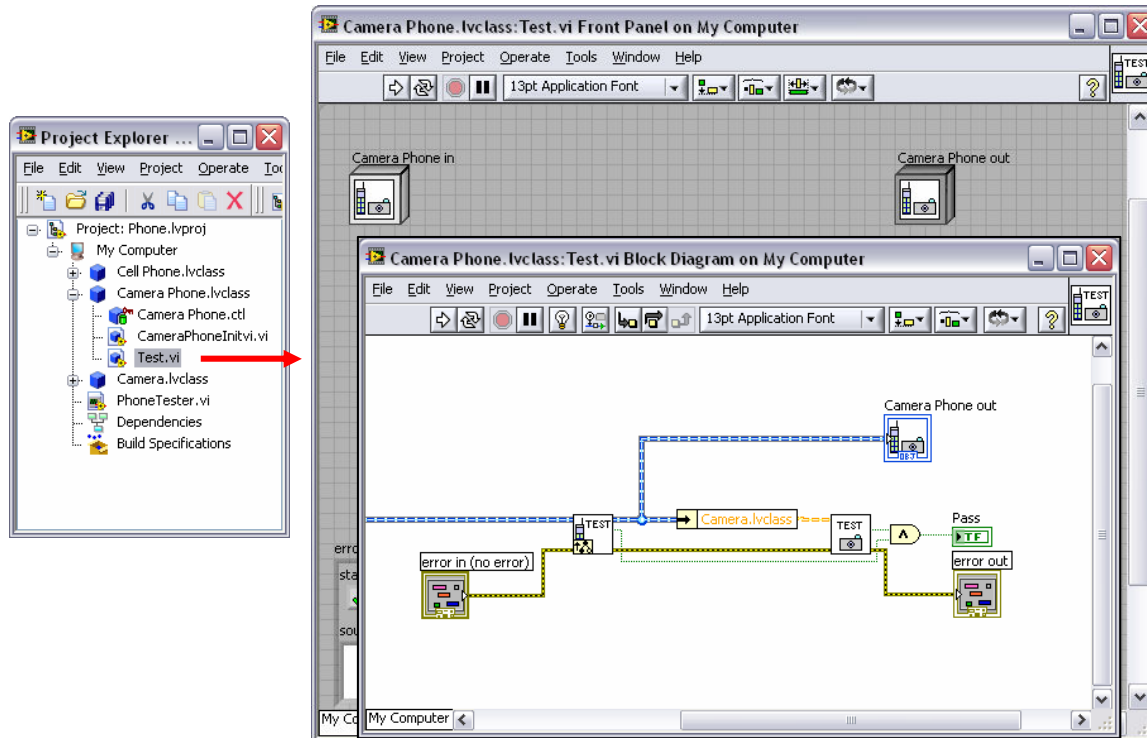 Camera Phone.lvclass:Test.vi Front Panel on My Computer
File Edit View Project Operate Tools Window Help
13pt Application Font
TEST
Camera Phone in
Camera Phone out
Project Explorer ...
File Edit View Project Operate
Project: Phone.lvproj
My Computer
Cell Phone.lvclass
Camera Phone.lvclass
Camera Phone.ctl
CameraPhoneInitvi.vi
Test.vi
Camera.lvclass
PhoneTester.vi
Dependencies
Build Specifications
Camera Phone.lvclass:Test.vi Block Diagram on My Computer
File Edit View Project Operate Tools Window Help
13pt Application Font
TEST
Camera Phone out
OBJ
TEST
Camera.lvclass
TEST
Pass
TF
error in (no error)
error out
My Computer